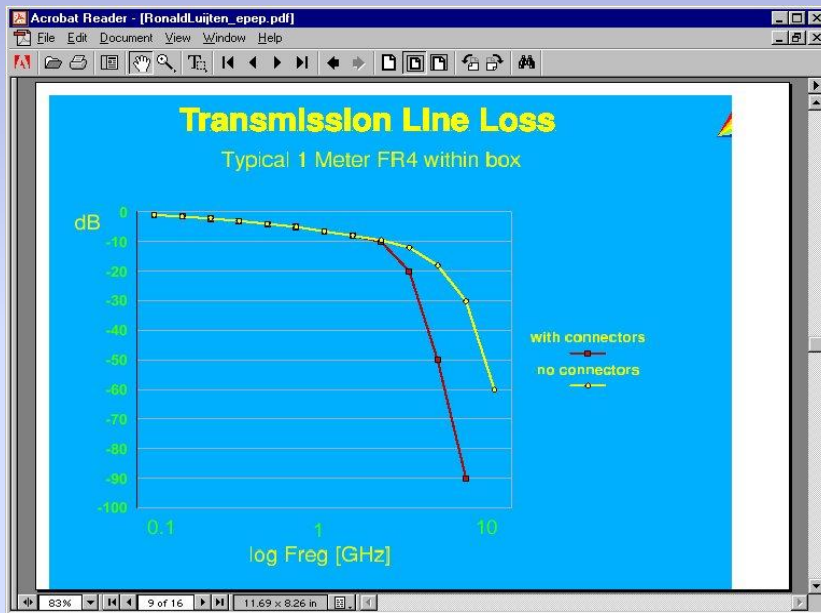 Acrobat Reader - [RonaldLuijten_epep.pdf]
File Edit Document View Window Help
Transmission Line Loss
Typical 1 Meter FR4 within box
dB
0
-10
-20
-30
-40
-50
-60
-70
-80
-90
-100
with connectors
no connectors
0.1 1 10
log Freg [GHz]
83% 9 of 16 11.69 x 8.26 in